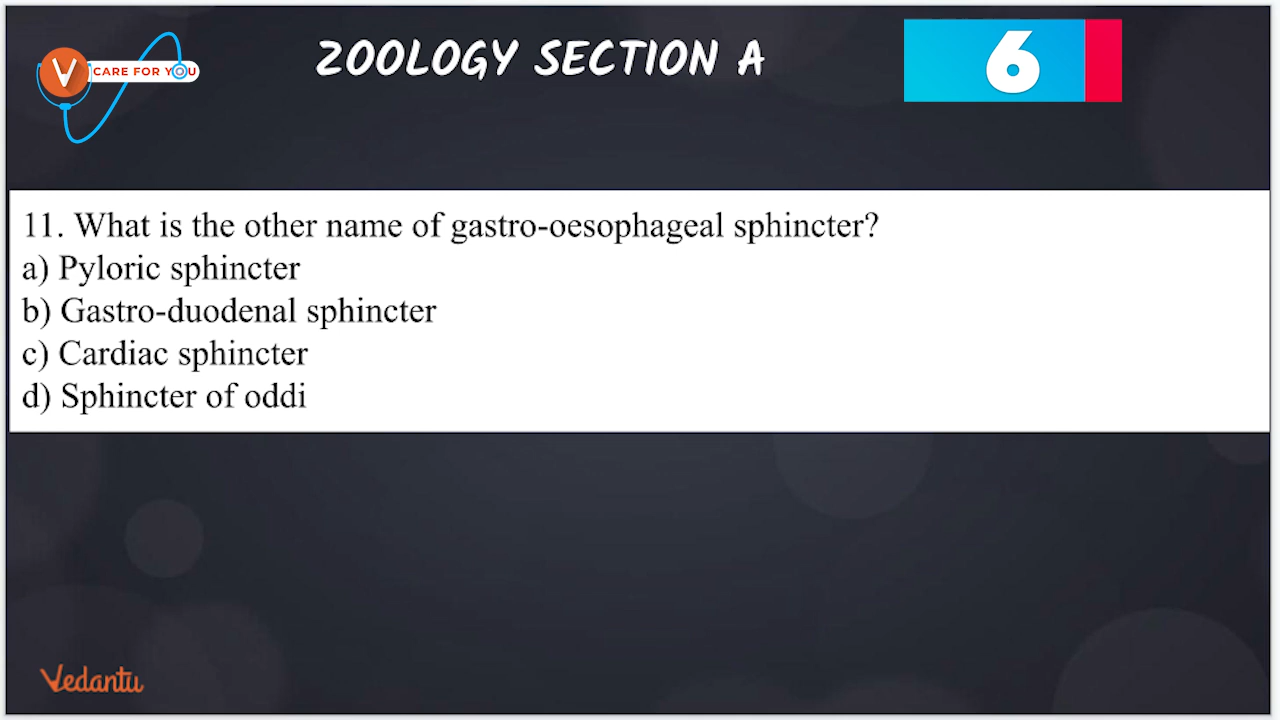 V CARE FOR YOU
ZOOLOGY SECTION A
6
11. What is the other name of gastro-oesophageal sphincter?
a) Pyloric sphincter
b) Gastro-duodenal sphincter
c) Cardiac sphincter
d) Sphincter of oddi
Vedantu